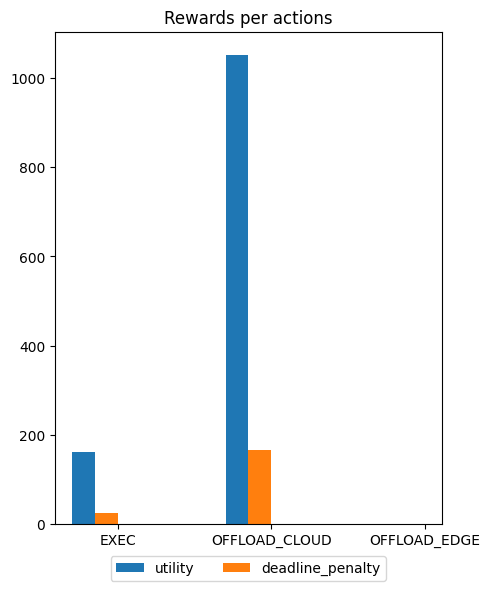 Rewards per actions
1000
800
600
400
200
0
EXEC OFFLOAD_CLOUD OFFLOAD_EDGE
utility deadline_penalty